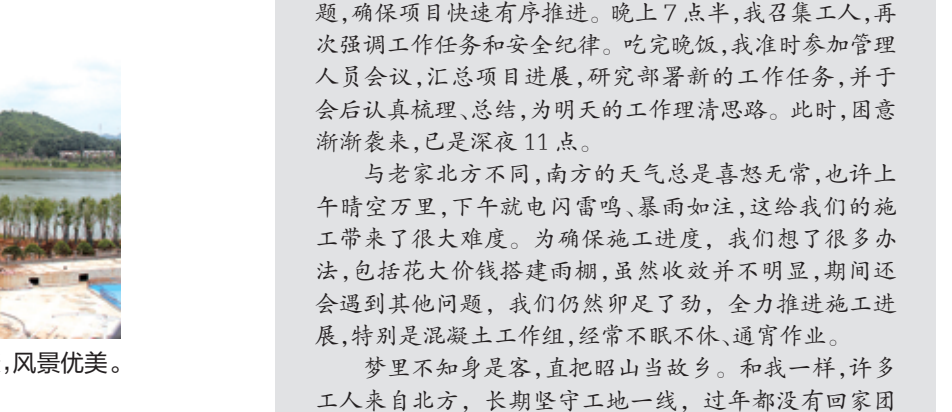 题,确保项目快速有序推进。晚上7点半,我召集工人,再
次强调工作任务和安全纪律。吃完晚饭,我准时参加管理
人员会议,汇总项目进展,研究部署新的工作任务,并于
会后认真梳理、总结,为明天的工作理清思路。此时,困意
渐渐袭来,已是深夜11点。
与老家北方不同,南方的天气总是喜怒无常,也许上
午晴空万里,下午就电闪雷鸣、暴雨如注,这给我们的施
工带来了很大难度。为确保施工进度,我们想了很多办
法,包括花大价钱搭建雨棚,虽然收效并不明显,期间还
会遇到其他问题,我们仍然卯足了劲,全力推进施工进
展,特别是混凝土工作组,经常不眠不休、通宵作业。
梦里不知身是客,直把昭山当故乡。和我一样,许多
工人来自北方,长期坚守工地一线,过年都没有回家团
,风景优美。